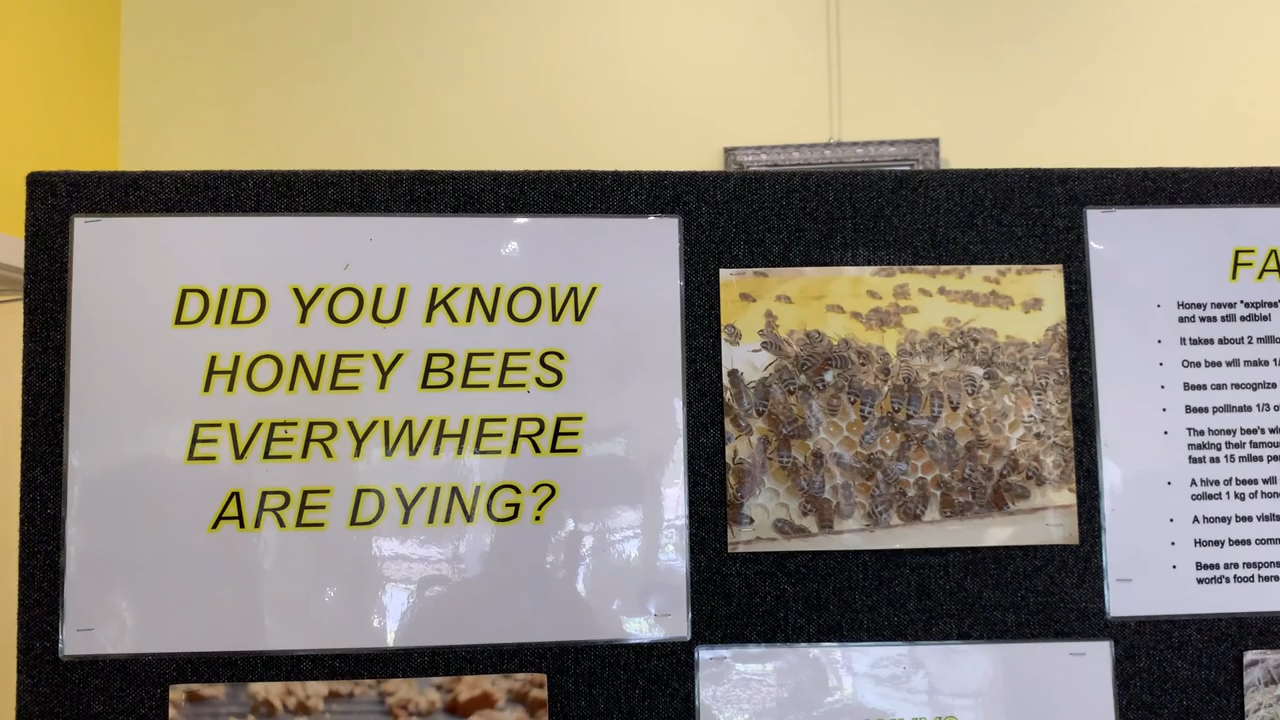 DID YOU KNOW
HONEY BEES
EVERYWHERE
ARE DYING?
FA
Honey never "expires"
and was still edible!
It takes about 2 millio
One bee will make 1/
Bees can recognize
Bees pollinate 1/3 o
The honey bee's win
making their famou
fast as 15 miles pe
A hive of bees will
collect 1 kg of hon
A honey bee visits
Honey bees comm
Bees are respons
world's food here